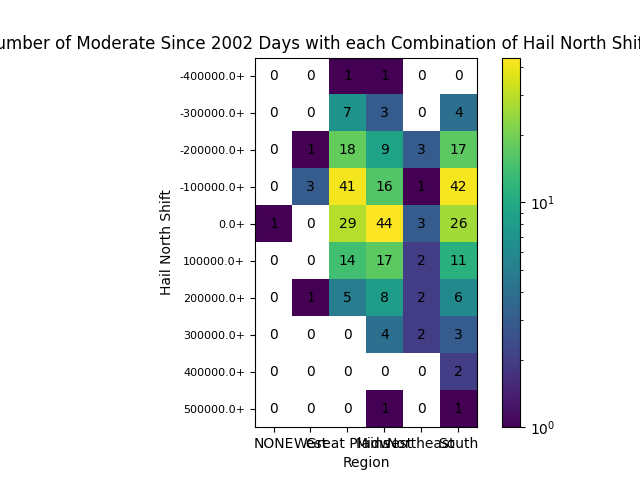 umber of Moderate Since 2002 Days with each Combination of Hail North Shif
-400000.0+ 0 0 1 1 0 0
-300000.0+ 0 0 7 3 0 4
-200000.0+ 0 1 18 9 3 17
-100000.0+ 0 3 41 16 1 42
0.0+ 1 0 29 44 3 26
100000.0+ 0 0 14 17 2 11
200000.0+ 0 1 5 8 2 6
300000.0+ 0 0 0 4 2 3
400000.0+ 0 0 0 0 0 2
500000.0+ 0 0 0 1 0 1
NONE West Great Plains Midwest Northeast South
Region
Hail North Shift
10^1
10^0